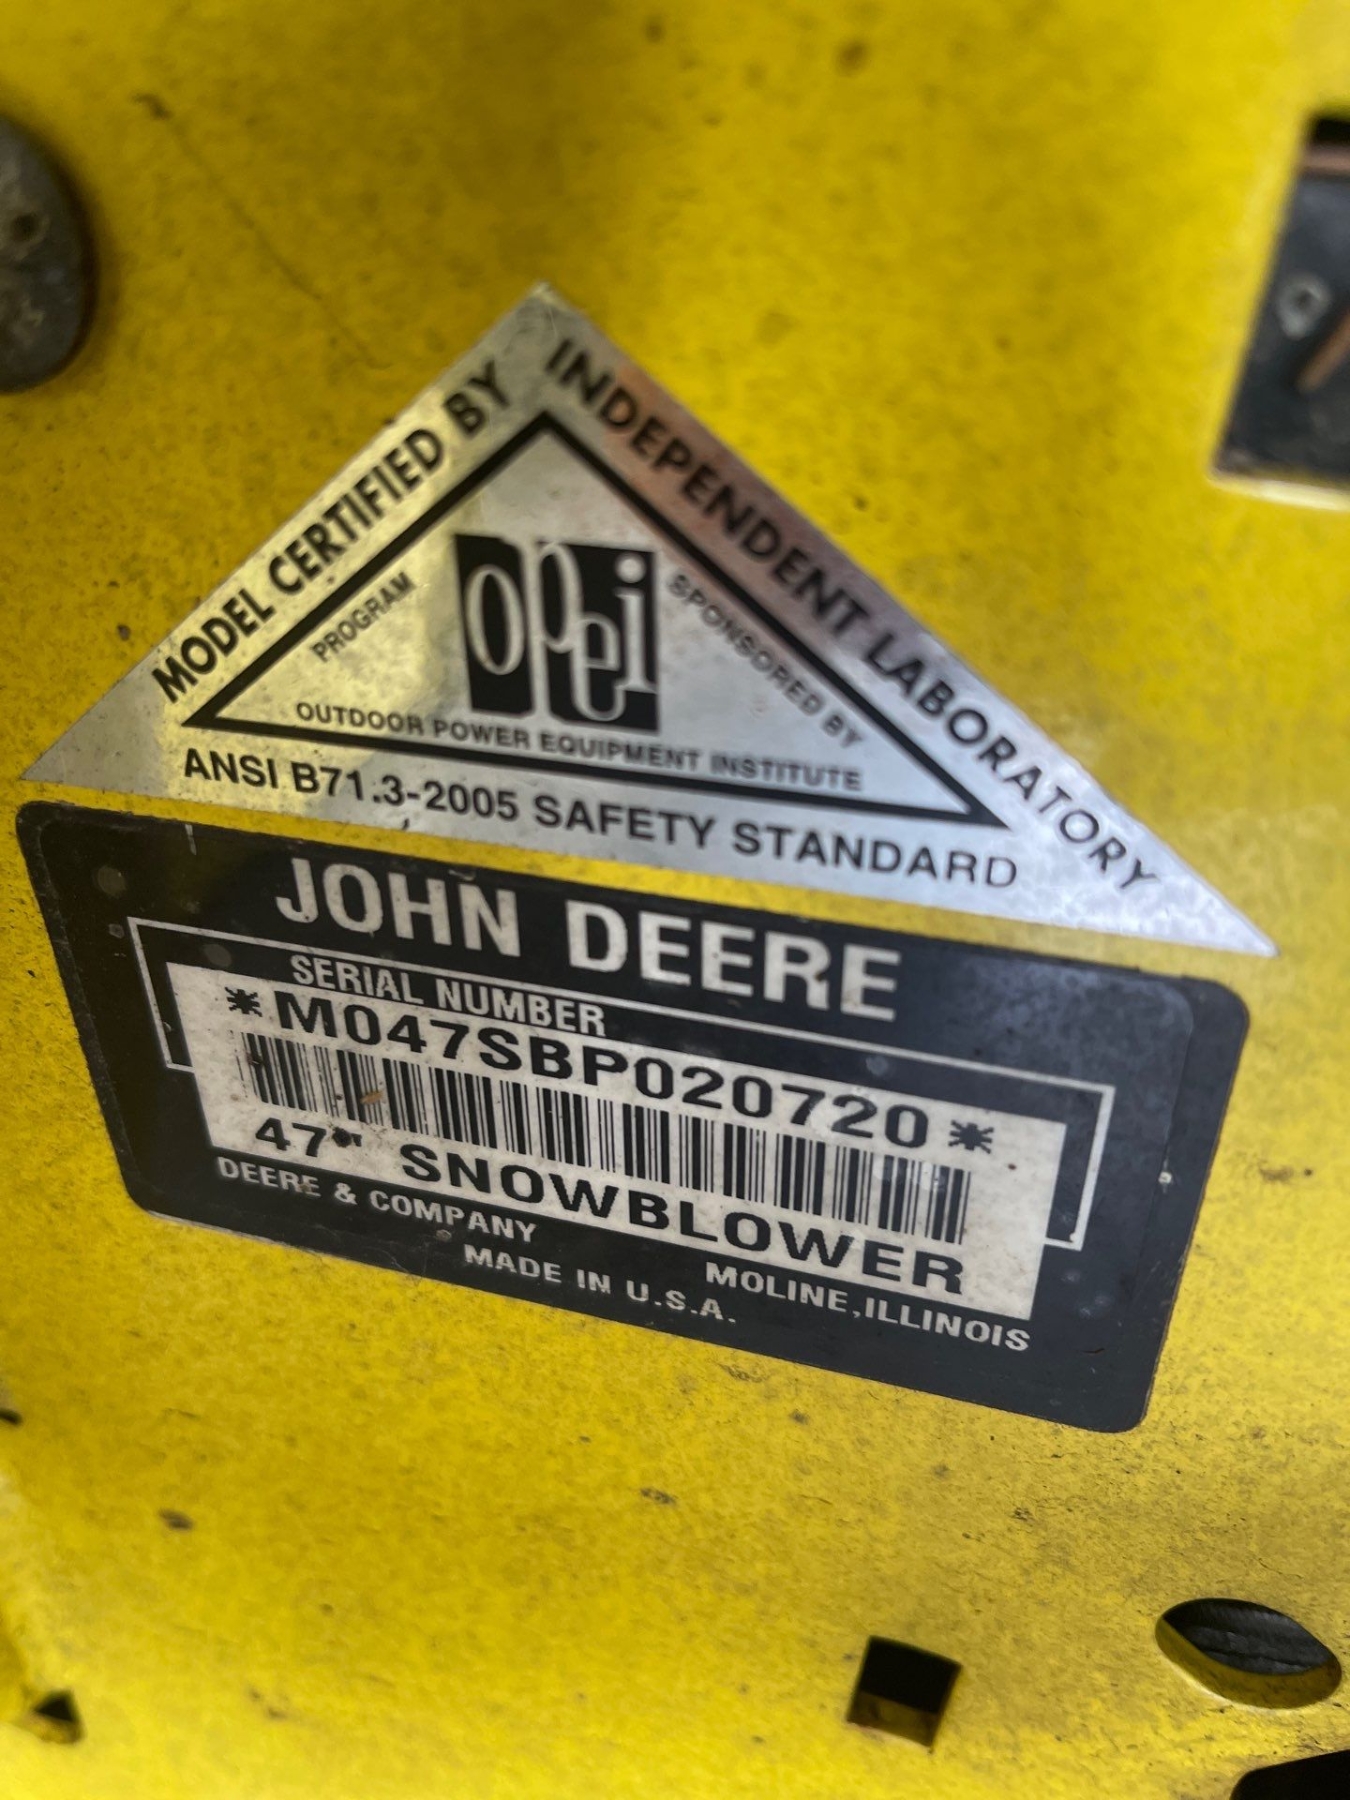 MODEL CERTIFIED BY
INDEPENDENT LABORATORY
PROGRAM
opei
SPONSORED BY
OUTDOOR POWER EQUIPMENT INSTITUTE
ANSI B71.3-2005 SAFETY STANDARD
JOHN DEERE
SERIAL NUMBER
*M047SBP020720*
47" SNOWBLOWER
DEERE & COMPANY MOLINE, ILLINOIS
MADE IN U.S.A.